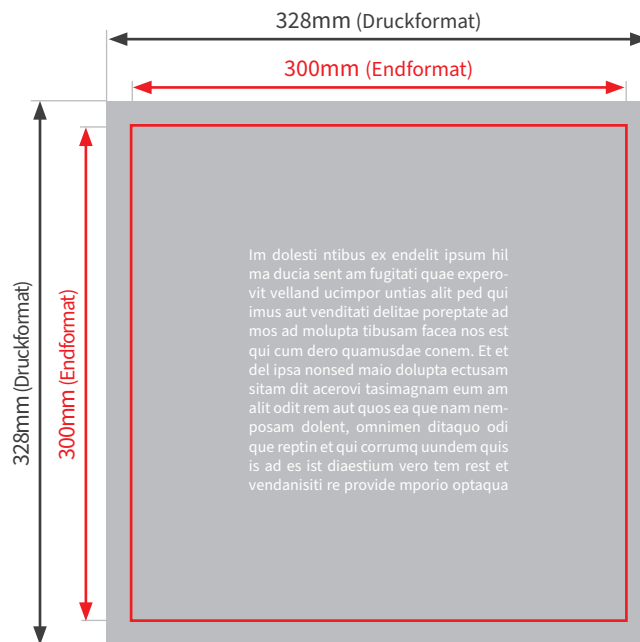 328mm (Druckformat)
300mm (Endformat)
328mm (Druckformat)
300mm (Endformat)
Im dolesti ntibus ex endelit ipsum hil
ma ducia sent am fugitati quae expero-
vit velland ucimpor untias alit ped qui
imus aut venditati delitae poreptate ad
mos ad molupta tibusam facea nos est
qui cum dero quamusdae conem. Et et
del ipsa nonsed maio dolupta ectusam
sitam dit acerovi tasimagnam eum am
alit odit rem aut quos ea que nam nem-
posam dolent, omnimen ditaquo odi
que reptin et qui corrumq uundem quis
is ad es ist diaestium vero tem rest et
vendanisiti re provide mporio optaqua